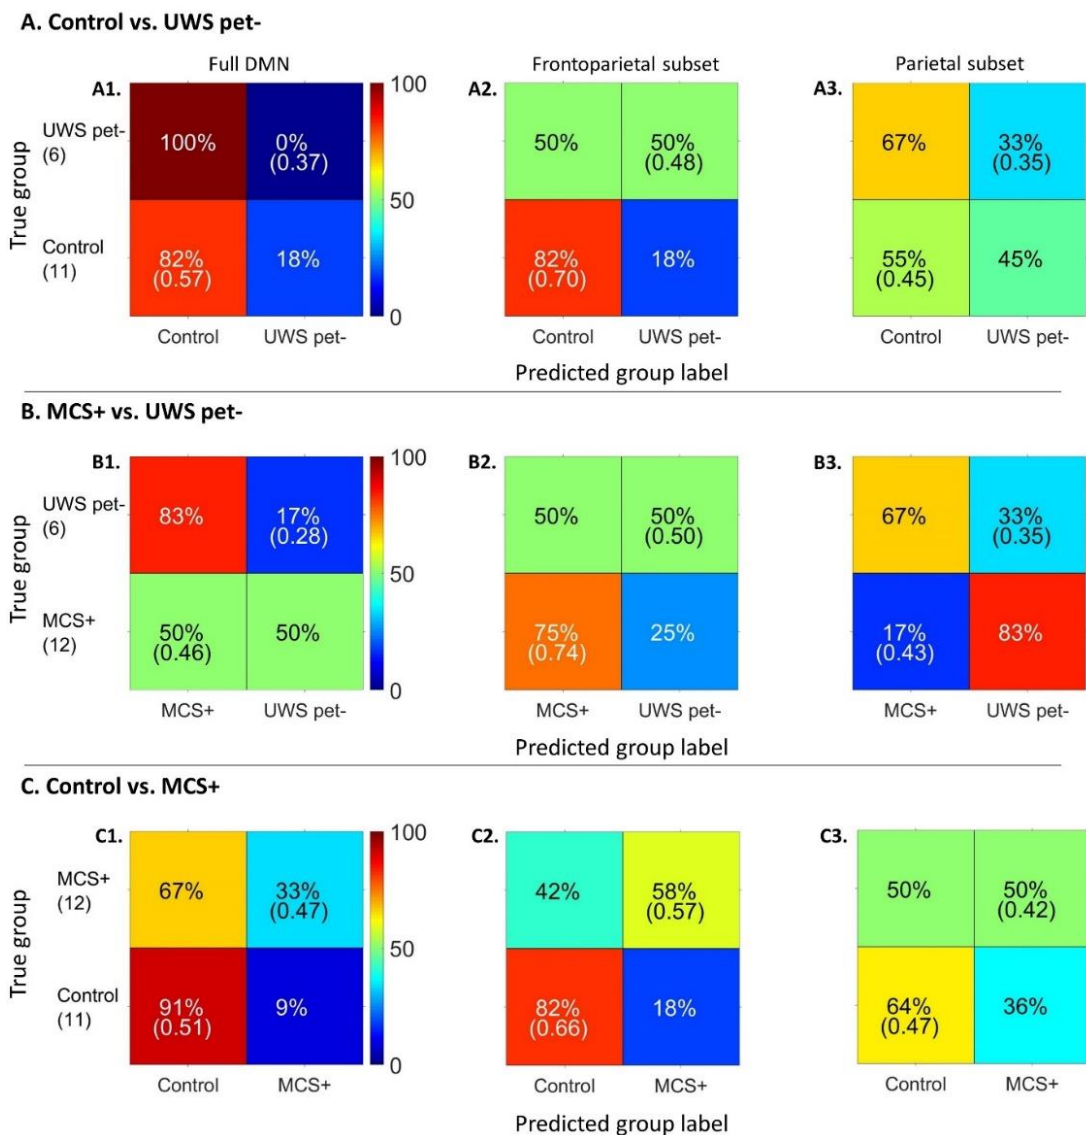 A. Control vs. UWS pet-
Full DMN
Frontoparietal subset
Parietal subset
A1.
100
50
0
A2.
A3.
True group
UWS pet-
(6)
100%
0%
(0.37)
50%
50%
(0.48)
67%
33%
(0.35)
Control
(11)
82%
(0.57)
18%
82%
(0.70)
18%
55%
(0.45)
45%
Control
UWS pet-
Control
UWS pet-
Control
UWS pet-
Predicted group label
B. MCS+ vs. UWS pet-
B1.
100
50
0
B2.
B3.
True group
UWS pet-
(6)
83%
17%
(0.28)
50%
50%
(0.50)
67%
33%
(0.35)
MCS+
(12)
50%
(0.46)
50%
75%
(0.74)
25%
17%
(0.43)
83%
MCS+
UWS pet-
MCS+
UWS pet-
MCS+
UWS pet-
Predicted group label
C. Control vs. MCS+
C1.
100
50
0
C2.
C3.
True group
MCS+
(12)
67%
33%
(0.47)
42%
58%
(0.57)
50%
50%
(0.42)
Control
(11)
91%
(0.51)
9%
82%
(0.66)
18%
64%
(0.47)
36%
Control
MCS+
Control
MCS+
Control
MCS+
Predicted group label